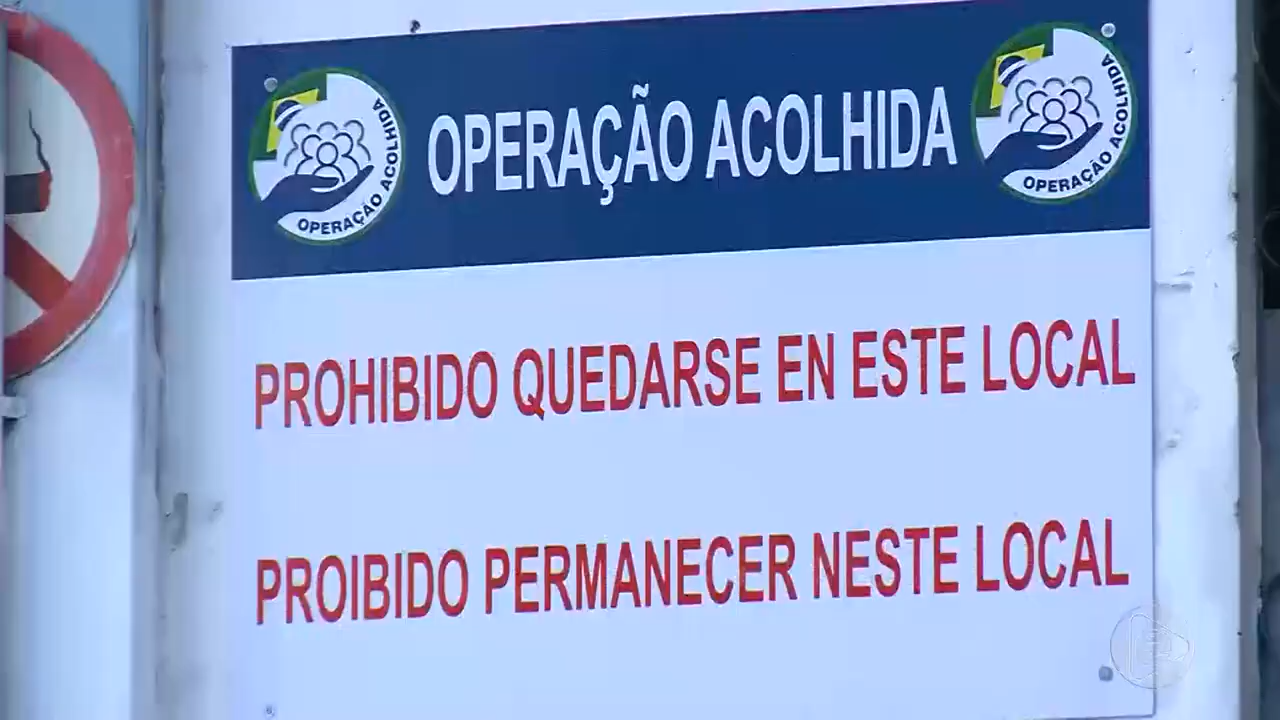 OPERAÇÃO ACOLHIDA
OPERAÇÃO ACOLHIDA
OPERAÇÃO ACOLHIDA
PROHIBIDO QUEDARSE EN ESTE LOCAL
PROIBIDO PERMANECER NESTE LOCAL